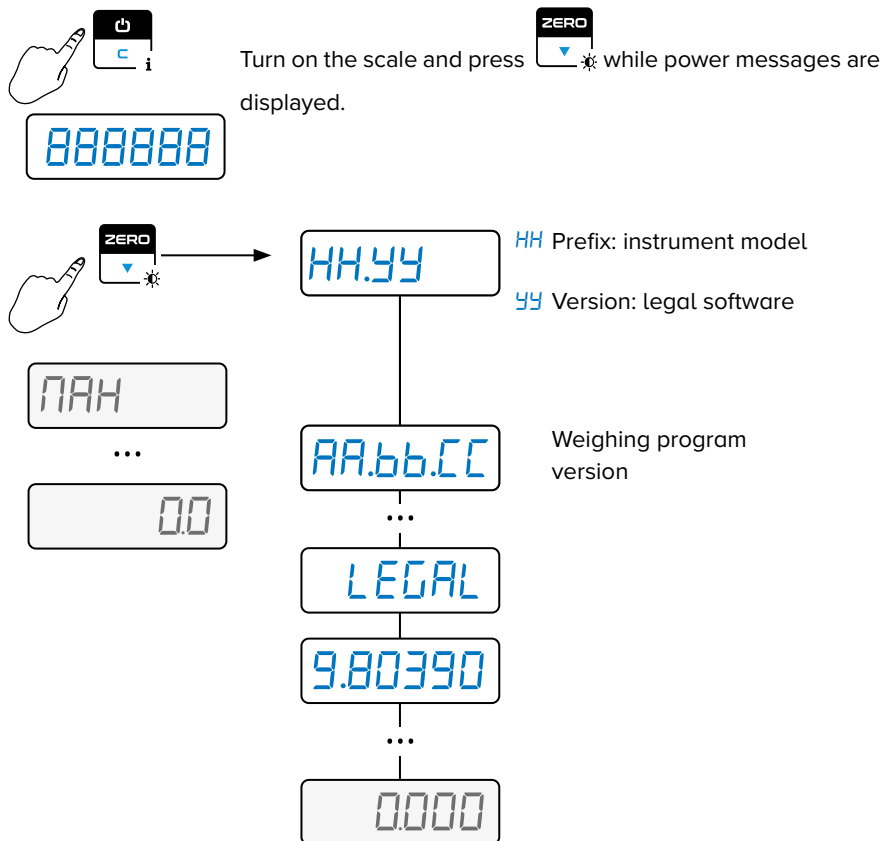 C
i
Turn on the scale and press ZERO while power messages are
displayed.
888888
ZERO
HH.yy
HH Prefix: instrument model
yy Version: legal software
ПAH
...
0.0
AA.bb.CC
Weighing program
version
...
LEGAL
9.80390
...
0.000